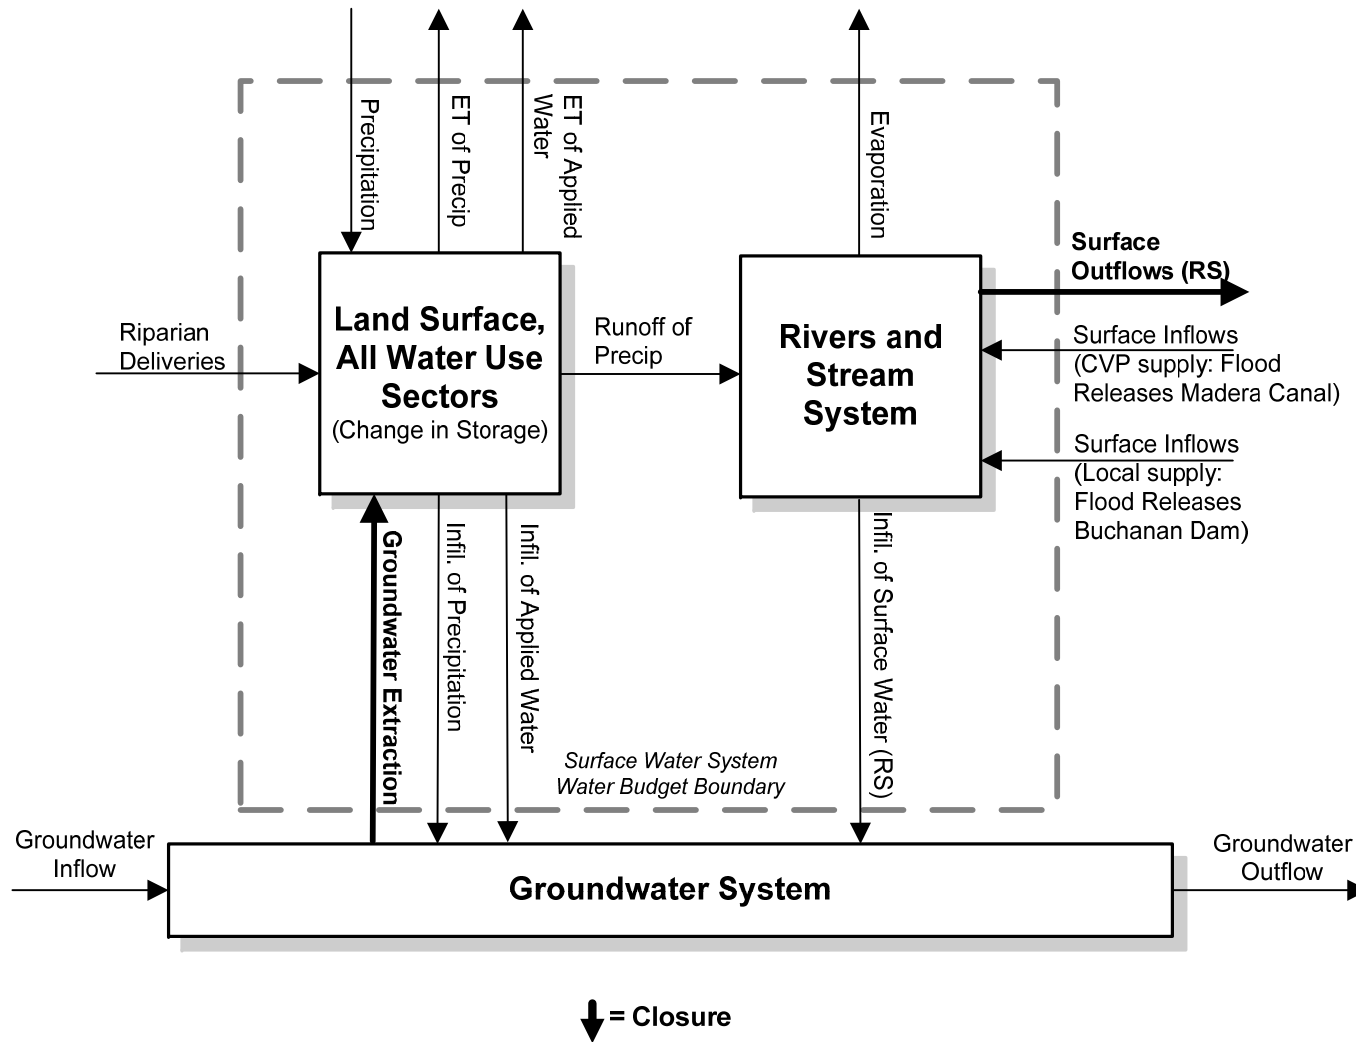 Precipitation
ET of Precip
ET of Applied
Water
Evaporation
Surface
Outflows (RS)
Riparian
Deliveries
Land Surface,
All Water Use
Sectors
(Change in Storage)
Runoff of
Precip
Rivers and
Stream
System
Surface Inflows
(CVP supply: Flood
Releases Madera Canal)
Surface Inflows
(Local supply:
Flood Releases
Buchanan Dam)
Groundwater Extraction
Infil. of Precipitation
Infil. of Applied Water
Infil. of Surface Water (RS)
Surface Water System
Water Budget Boundary
Groundwater
Inflow
Groundwater System
Groundwater
Outflow
= Closure